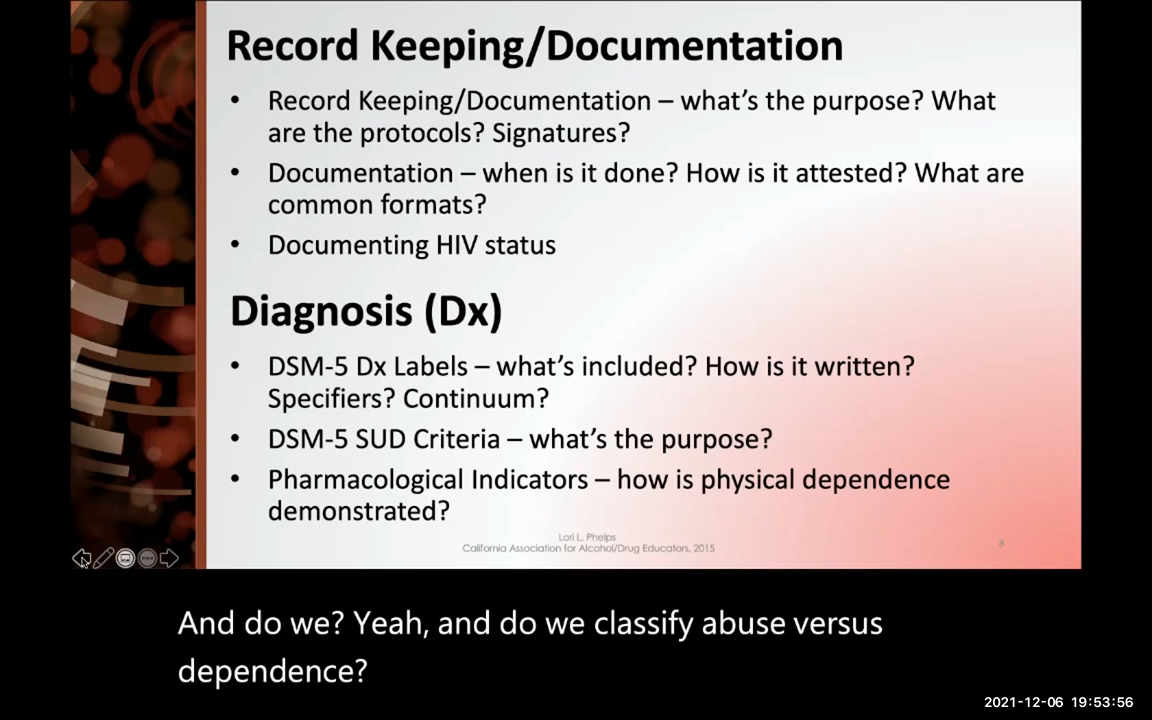 Record Keeping/Documentation
• Record Keeping/Documentation – what's the purpose? What
are the protocols? Signatures?
• Documentation – when is it done? How is it attested? What are
common formats?
• Documenting HIV status
Diagnosis (Dx)
• DSM-5 Dx Labels – what's included? How is it written?
Specifiers? Continuum?
• DSM-5 SUD Criteria – what's the purpose?
• Pharmacological Indicators – how is physical dependence
demonstrated?
Lori L. Phelps
California Association for Alcohol/Drug Educators, 2015
8
And do we? Yeah, and do we classify abuse versus
dependence?
2021-12-06 19:53:56